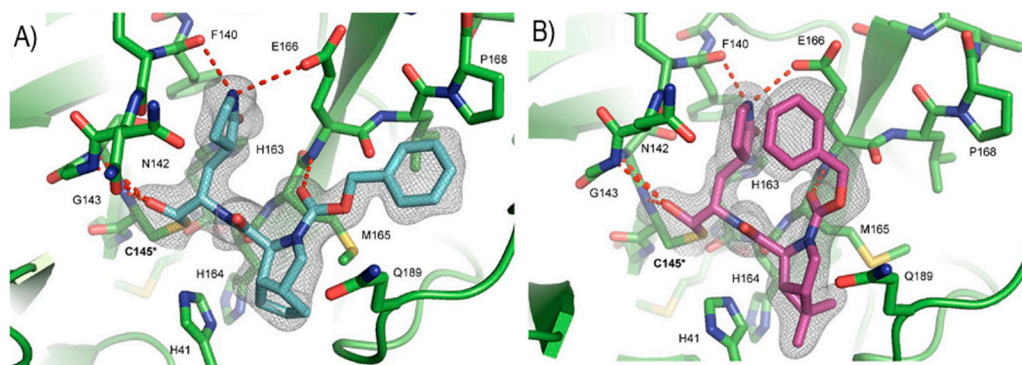 A)
F140
E166
P168
N142
H163
G143
M165
C145*
H164
Q189
H41
B)
F140
E166
P168
N142
H163
G143
M165
C145*
H164
Q189
H41